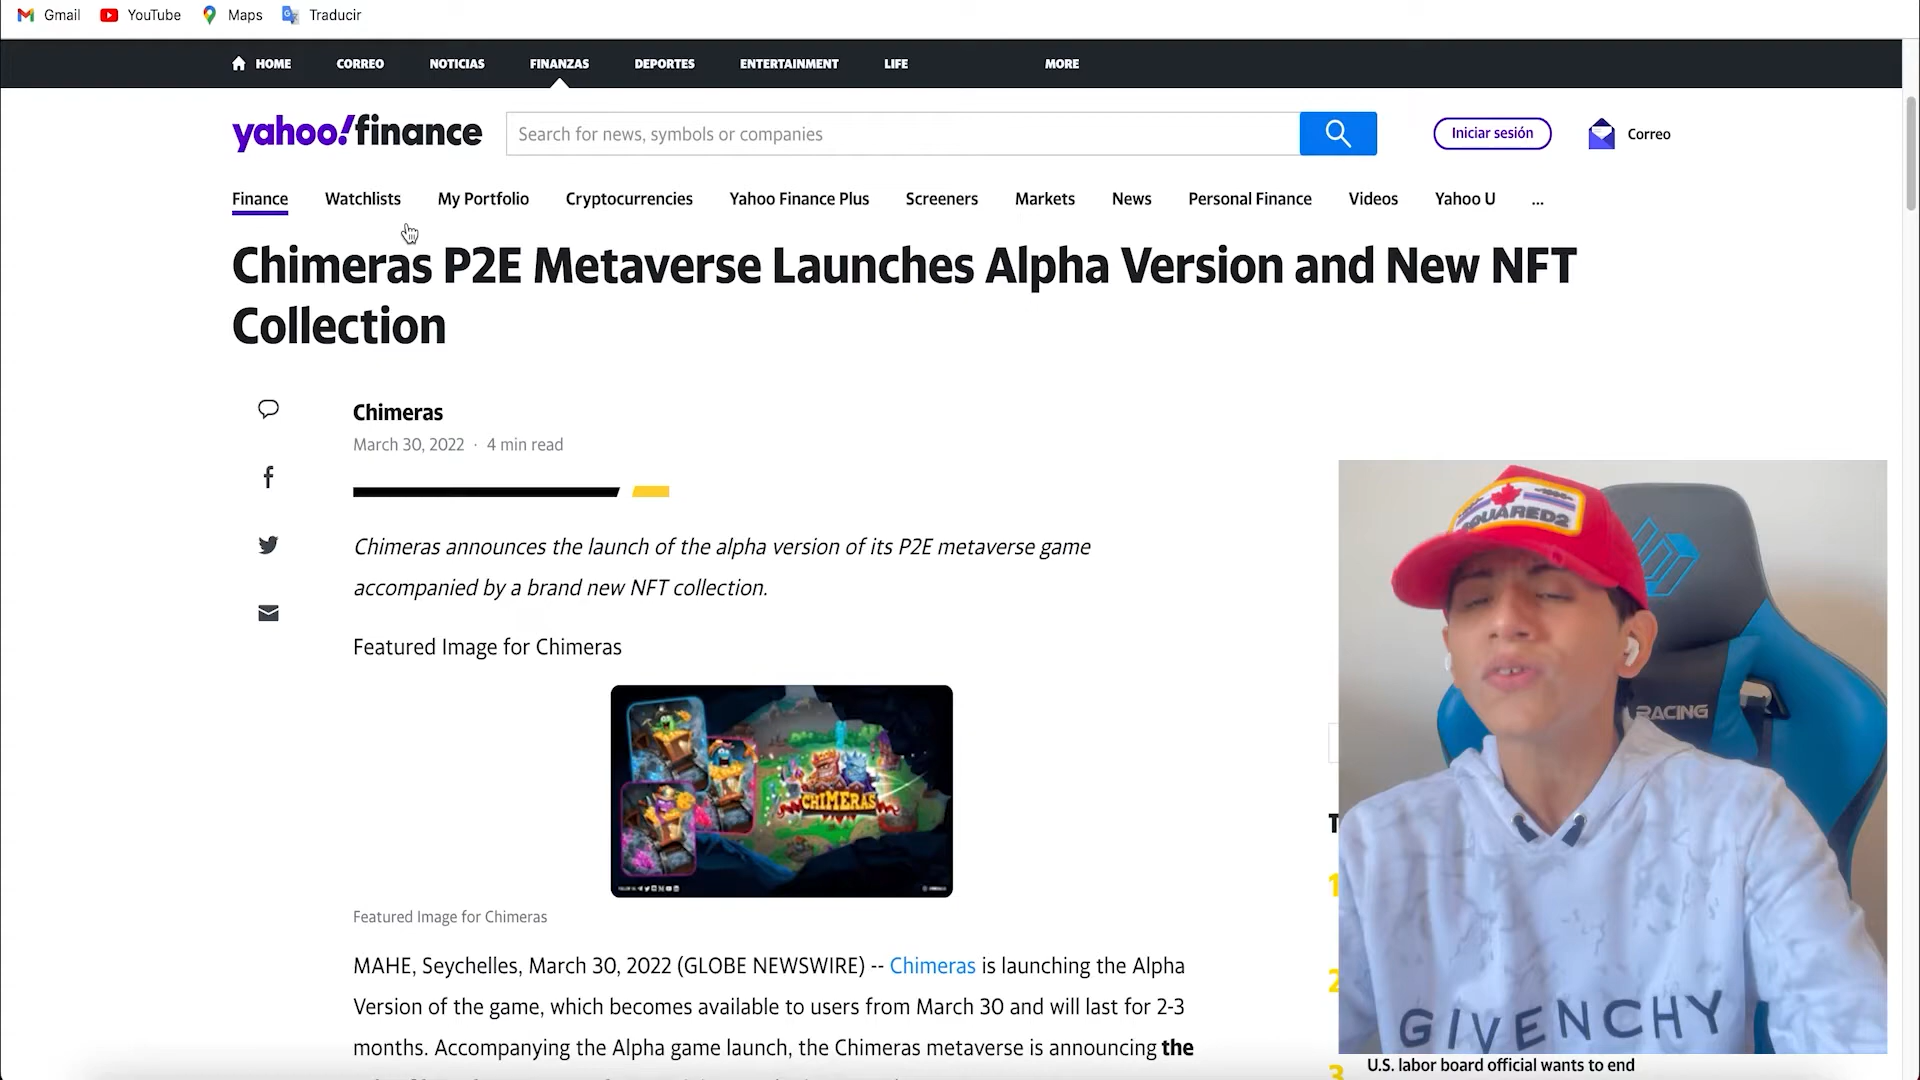 Gmail YouTube Maps Traducir
HOME CORREO NOTICIAS FINANZAS DEPORTES ENTERTAINMENT LIFE MORE
yahoo!finance Search for news, symbols or companies Iniciar sesión Correo
Finance Watchlists My Portfolio Cryptocurrencies Yahoo Finance Plus Screeners Markets News Personal Finance Videos Yahoo U ...
Chimeras P2E Metaverse Launches Alpha Version and New NFT
Collection
Chimeras
March 30, 2022 · 4 min read
Chimeras announces the launch of the alpha version of its P2E metaverse game
accompanied by a brand new NFT collection.
Featured Image for Chimeras
CHIMERAS
Featured Image for Chimeras
MAHE, Seychelles, March 30, 2022 (GLOBE NEWSWIRE) -- Chimeras is launching the Alpha
Version of the game, which becomes available to users from March 30 and will last for 2-3
months. Accompanying the Alpha game launch, the Chimeras metaverse is announcing the
SQUARED2
RACING
GIVENCHY
1
2
3 U.S. labor board official wants to end